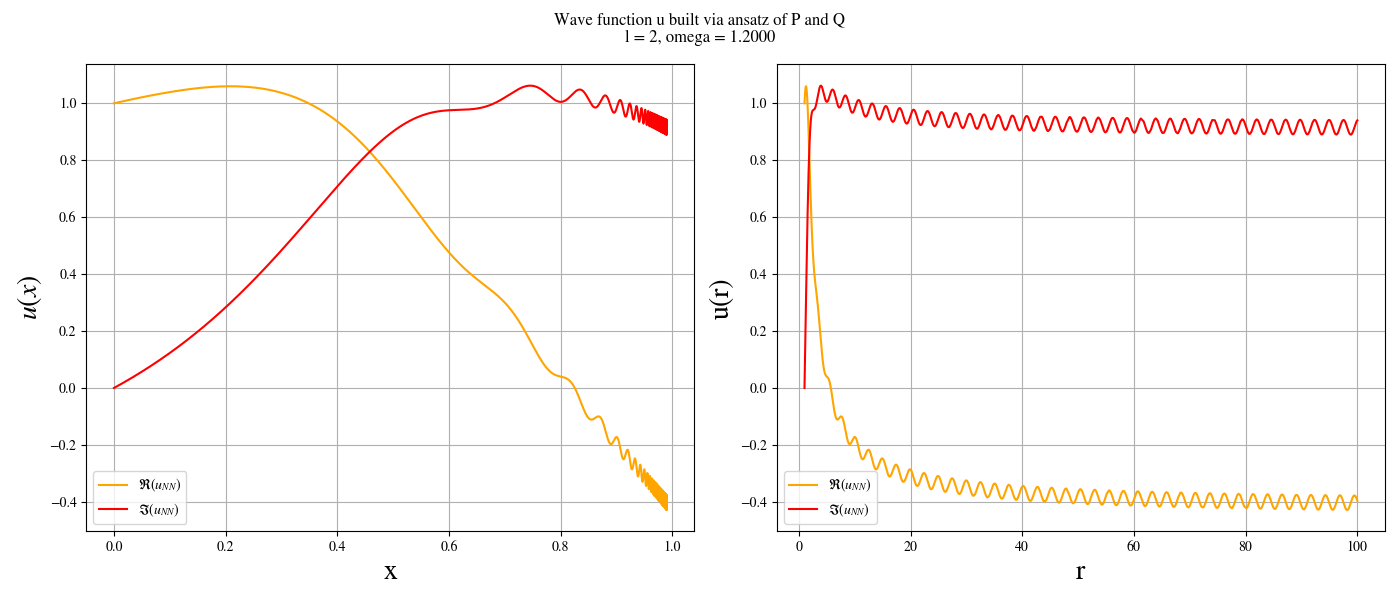 Wave function u built via ansatz of P and Q
l = 2, omega = 1.2000
u(x)
1.0
0.8
0.6
0.4
0.2
0.0
−0.2
−0.4
ℜ(u_NN)
ℑ(u_NN)
0.0 0.2 0.4 0.6 0.8 1.0
x
u(r)
1.0
0.8
0.6
0.4
0.2
0.0
−0.2
−0.4
ℜ(u_NN)
ℑ(u_NN)
0 20 40 60 80 100
r